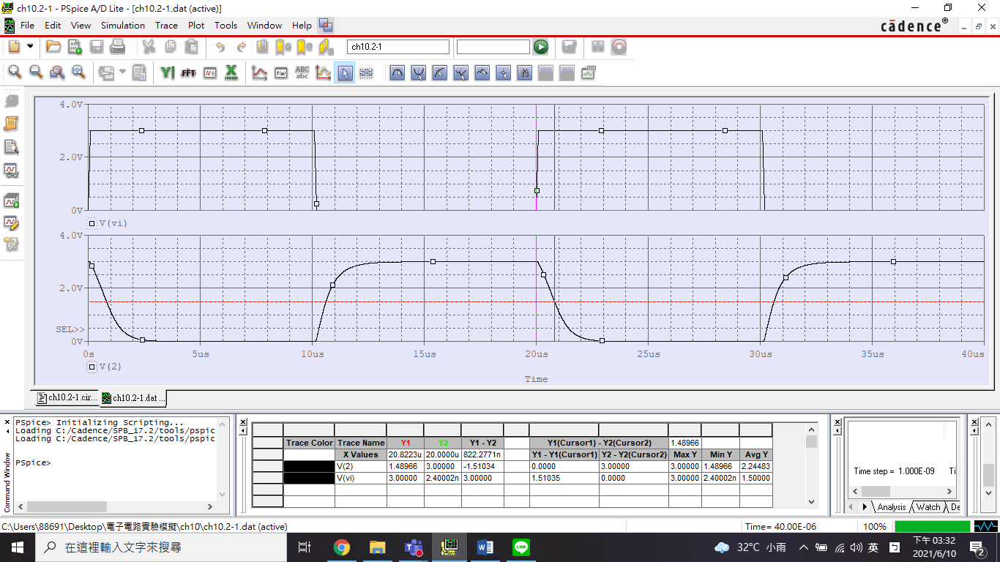 ch10.2-1 - PSpice A/D Lite - [ch10.2-1.dat (active)]
File Edit View Simulation Trace Plot Tools Window Help
cādence®
ch10.2-1
FFT
ABC
abc
4.0V
2.0V
0V
V(vi)
4.0V
2.0V
SEL>>
0V
0s 5us 10us 15us 20us 25us 30us 35us 40us
V(2)
Time
ch10.2-1.cir... ch10.2-1.dat ...
Command Window
PSpice> Initializing Scripting...
Loading C:/Cadence/SPB_17.2/tools/pspic
Loading C:/Cadence/SPB_17.2/tools/pspic
PSpice>
Trace Color Trace Name Y1 Y2 Y1 - Y2 Y1(Cursor1) - Y2(Cursor2) 1.48966
X Values 20.8223u 20.0000u 822.2771n Y1 - Y1(Cursor1) Y2 - Y2(Cursor2) Max Y Min Y Avg Y
V(2) 1.48966 3.00000 -1.51034 0.0000 3.00000 3.00000 1.48966 2.24483
V(vi) 3.00000 2.40002n 3.00000 1.51035 0.0000 3.00000 2.40002n 1.50000
Time step = 1.000E-09 Ti
Analysis Watch De
C:\Users\88691\Desktop\電子電路實驗模擬\ch10\ch10.2-1.dat (active) Time= 40.00E-06 100%
在這裡輸入文字來搜尋
32°C 小雨 英 下午 03:32
2021/6/10
2